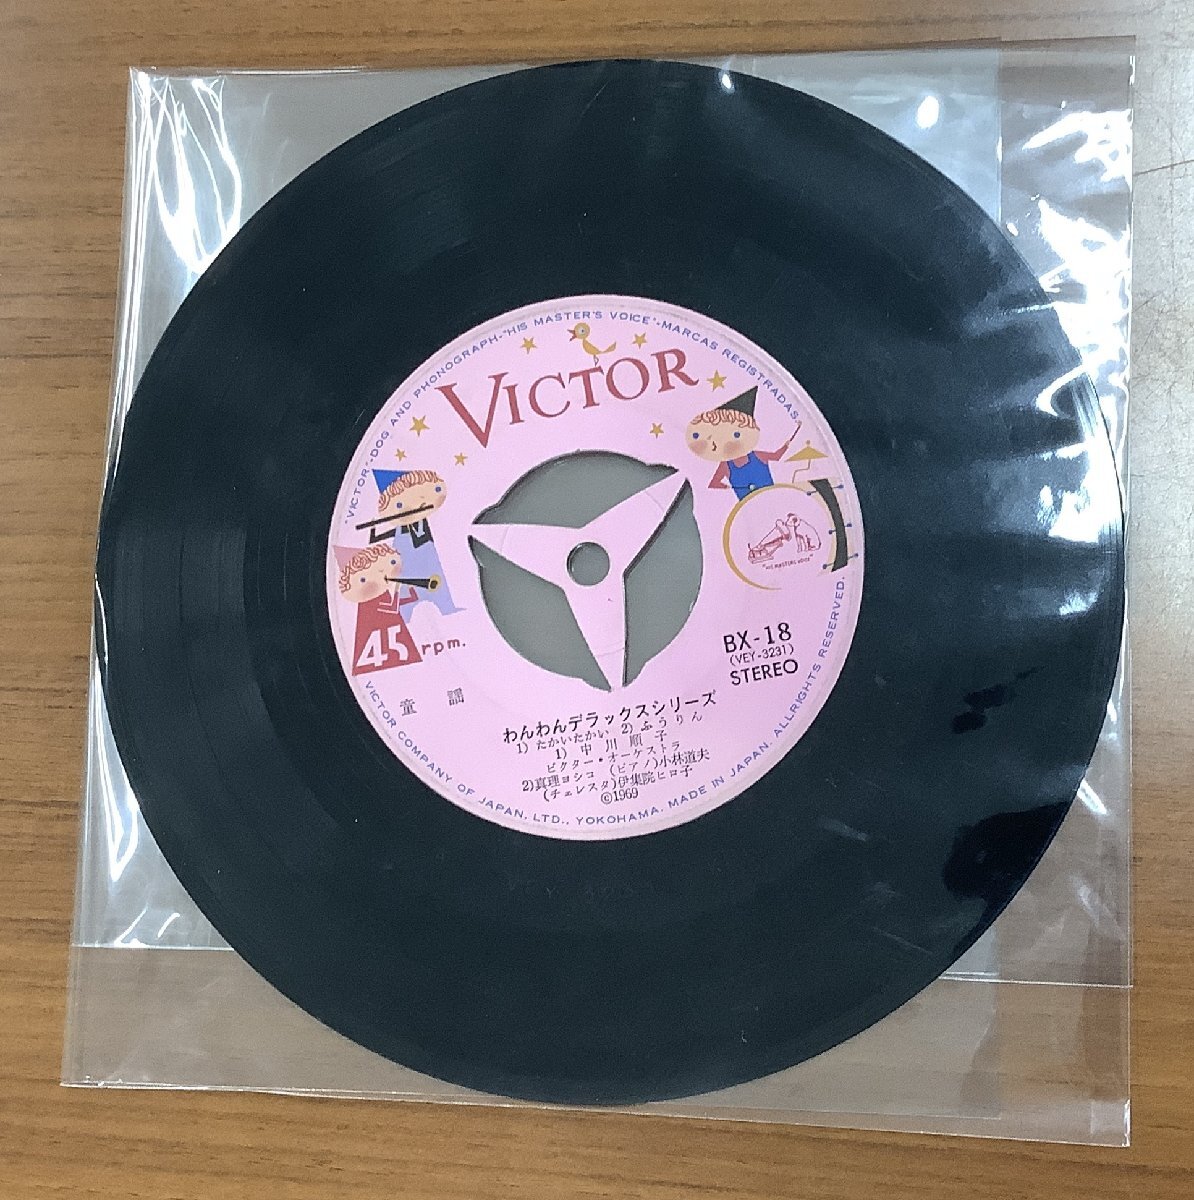 "VICTOR"-DOG AND PHONOGRAPH-"HIS MASTER'S VOICE"-MARCAS REGISTRADAS
VICTOR
"HIS MASTERS VOICE"
45 rpm.
BX-18
(VEY-3231)
STEREO
童謡
わんわんデラックスシリーズ
1) たかいたかい 2) ふうりん
1) 中川順子
ビクター・オーケストラ
2)真理ヨシコ (ピアノ)小林道夫
(チェレスタ)伊集院ヒロ子
©1969
VICTOR COMPANY OF JAPAN, LTD., YOKOHAMA, MADE IN JAPAN. ALLRIGHTS RESERVED.